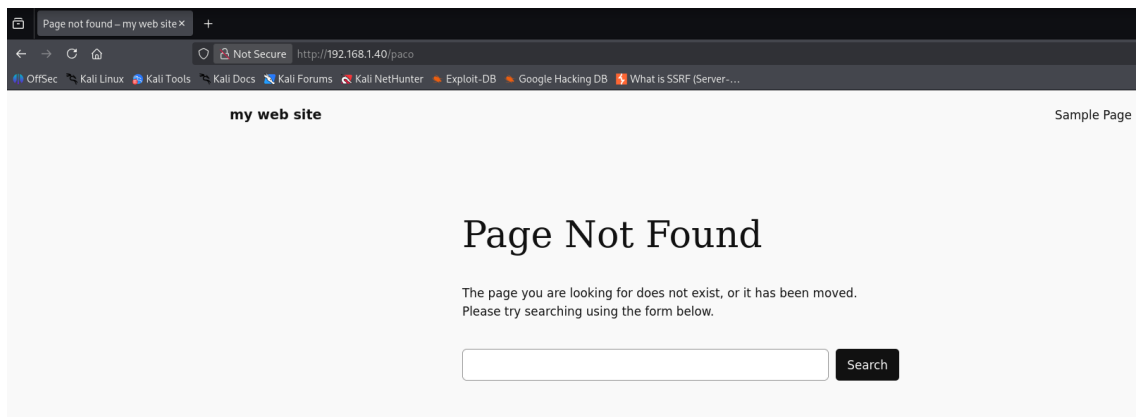 Page not found – my web site ×
+
Not Secure http://192.168.1.40/paco
OffSec Kali Linux Kali Tools Kali Docs Kali Forums Kali NetHunter Exploit-DB Google Hacking DB What is SSRF (Server-...
my web site Sample Page
Page Not Found
The page you are looking for does not exist, or it has been moved.
Please try searching using the form below.
Search